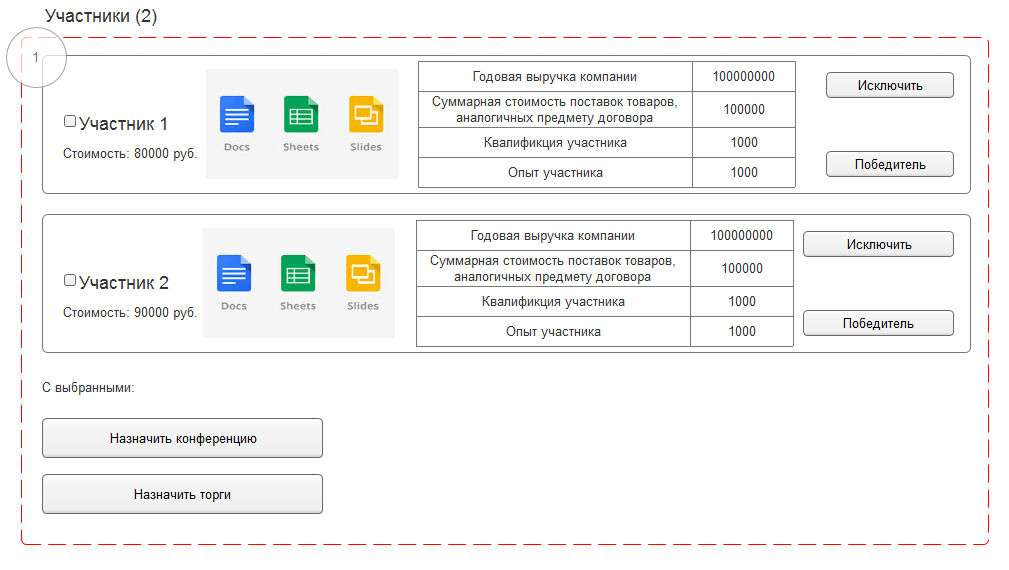 Участники (2)
1
Участник 1
Стоимость: 80000 руб.
Docs
Sheets
Slides
Годовая выручка компании
100000000
Суммарная стоимость поставок товаров,
аналогичных предмету договора
100000
Квалификция участника
1000
Опыт участника
1000
Исключить
Победитель
Участник 2
Стоимость: 90000 руб.
Docs
Sheets
Slides
Годовая выручка компании
100000000
Суммарная стоимость поставок товаров,
аналогичных предмету договора
100000
Квалификция участника
1000
Опыт участника
1000
Исключить
Победитель
С выбранными:
Назначить конференцию
Назначить торги